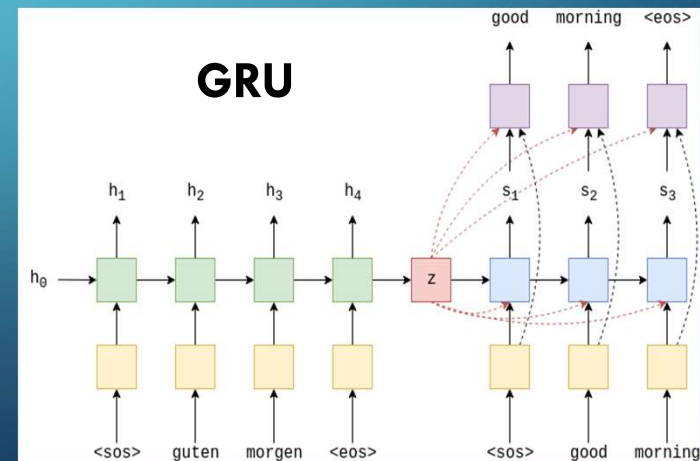 good morning <eos>
GRU
h₁ h₂ h₃ h₄ s₁ s₂ s₃
h₀ z
<sos> guten morgen <eos> <sos> good morning